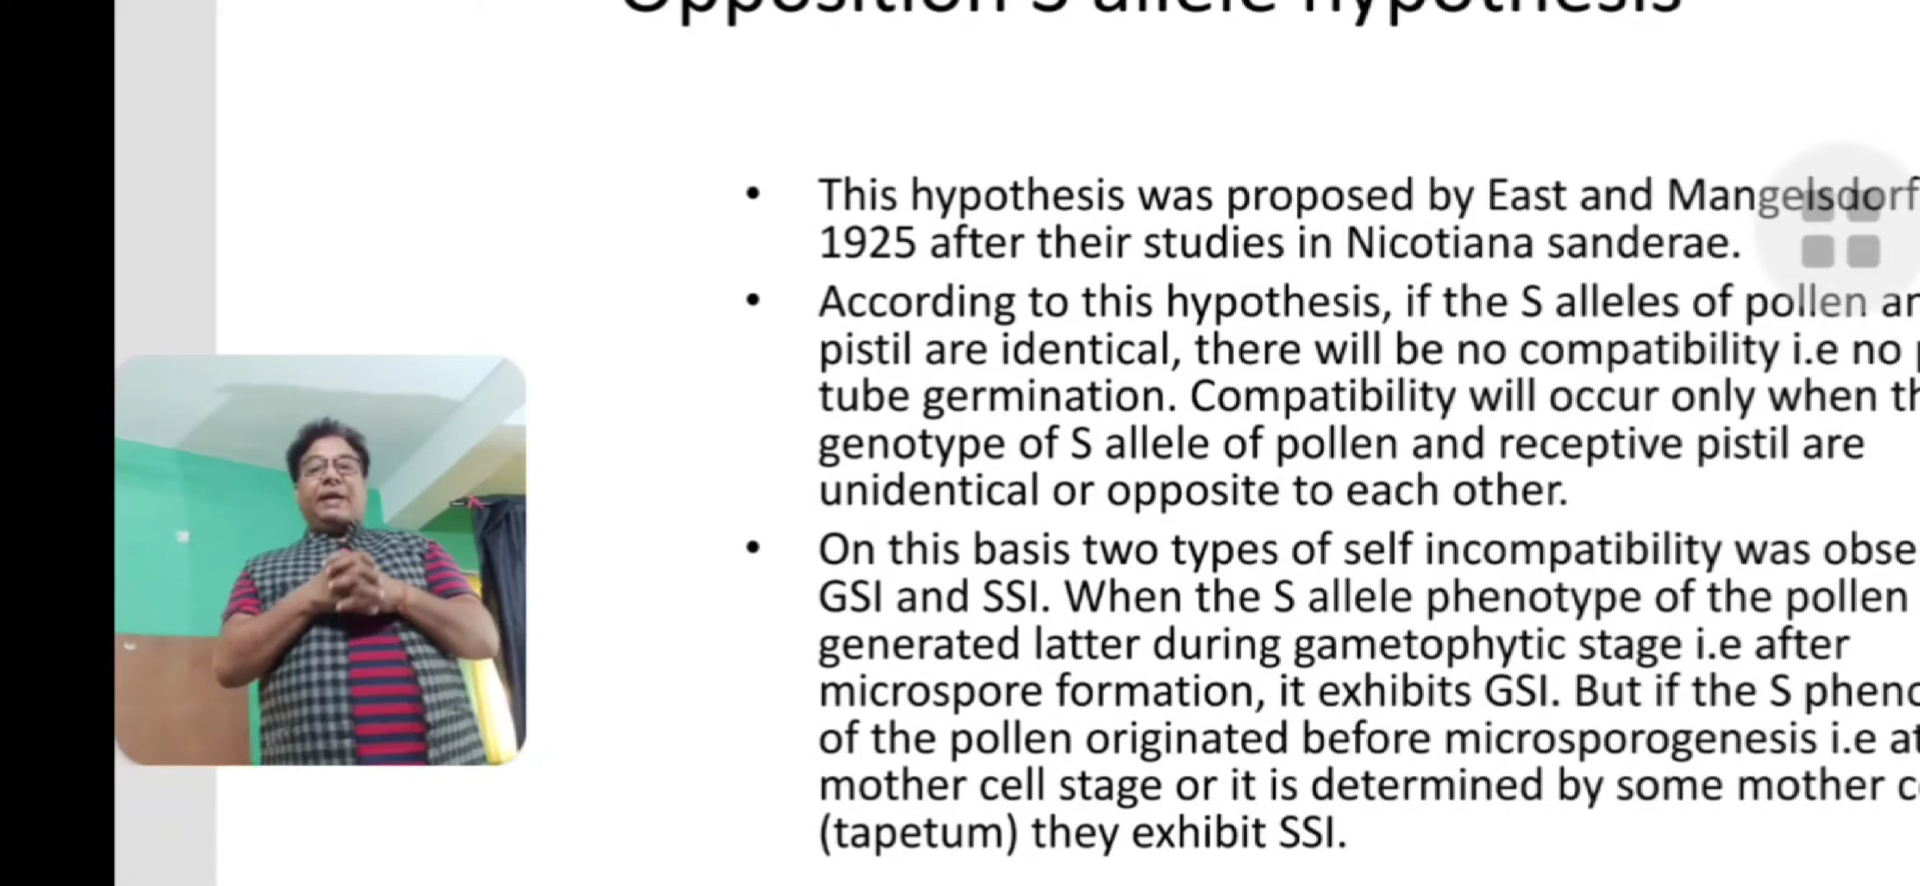 Opposition S allele hypothesis
• This hypothesis was proposed by East and Mangelsdorf
1925 after their studies in Nicotiana sanderae.
• According to this hypothesis, if the S alleles of pollen
pistil are identical, there will be no compatibility i.e no
tube germination. Compatibility will occur only when
genotype of S allele of pollen and receptive pistil are
unidentical or opposite to each other.
• On this basis two types of self incompatibility was
GSI and SSI. When the S allele phenotype of the pollen
generated latter during gametophytic stage i.e after
microspore formation, it exhibits GSI. But if the S
of the pollen originated before microsporogenesis i.e
mother cell stage or it is determined by some mother
(tapetum) they exhibit SSI.